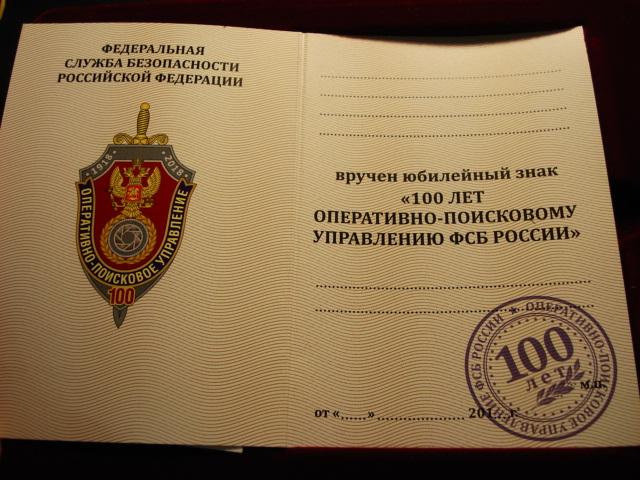 ФЕДЕРАЛЬНАЯ
СЛУЖБА БЕЗОПАСНОСТИ
РОССИЙСКОЙ ФЕДЕРАЦИИ
1918 2018
ОПЕРАТИВНО-ПОИСКОВОЕ УПРАВЛЕНИЕ
100
вручен юбилейный знак
«100 ЛЕТ
ОПЕРАТИВНО-ПОИСКОВОМУ
УПРАВЛЕНИЮ ФСБ РОССИИ»
ОПЕРАТИВНО-ПОИСКОВОЕ УПРАВЛЕНИЕ ФСБ РОССИИ
100
лет
м.п.
от «......».................... 201... г.